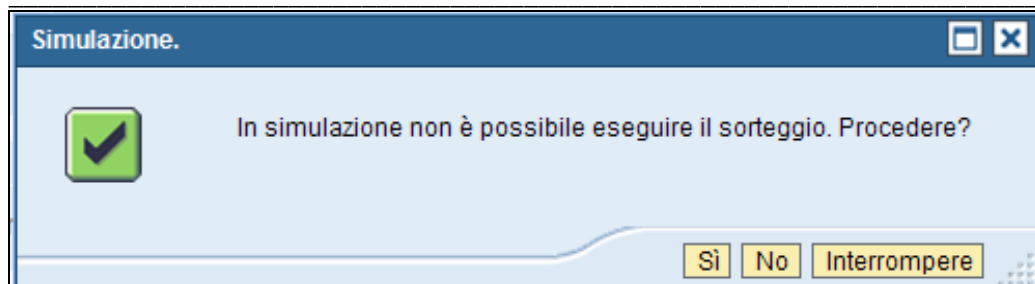 Simulazione.
In simulazione non è possibile eseguire il sorteggio. Procedere?
Sì No Interrompere